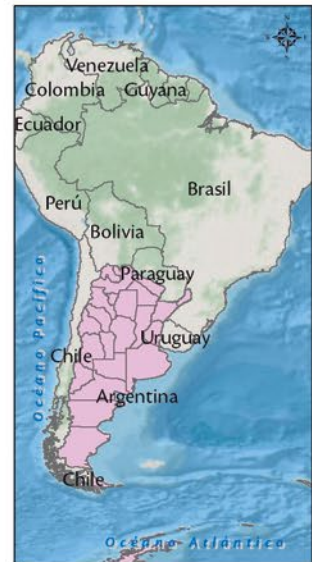 N
Venezuela
Colombia
Guyana
Ecuador
Brasil
Perú
Bolivia
Paraguay
Uruguay
Chile
Argentina
Chile
Océano Pacífico
Océano Atlántico